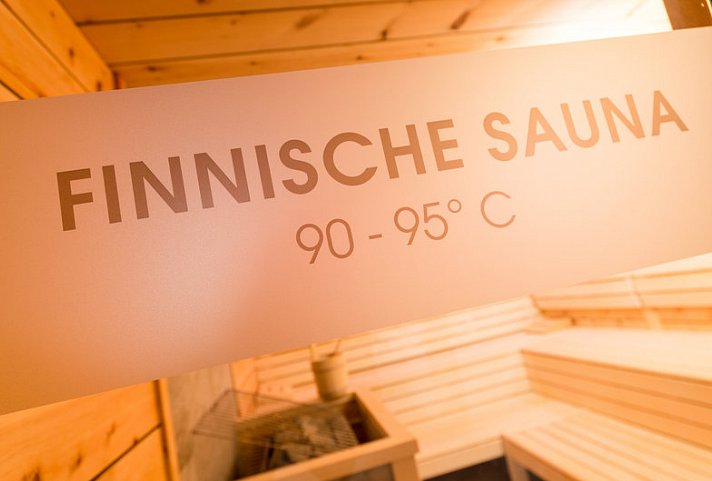 FINNISCHE SAUNA
90 - 95° C